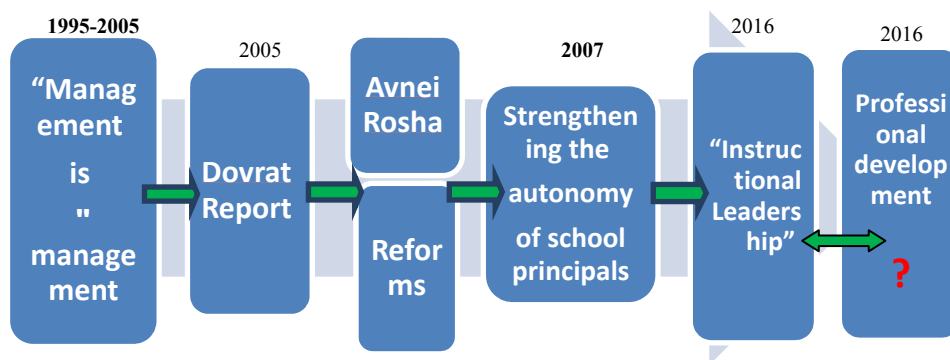 1995-2005
“Manag
ement
is
"
manage
ment
2005
Dovrat
Report
Avnei
Rosha
Refor
ms
2007
Strengthen
ing the
autonomy
of school
principals
2016
“Instruc
tional
Leaders
hip”
2016
Professi
onal
develop
ment
?